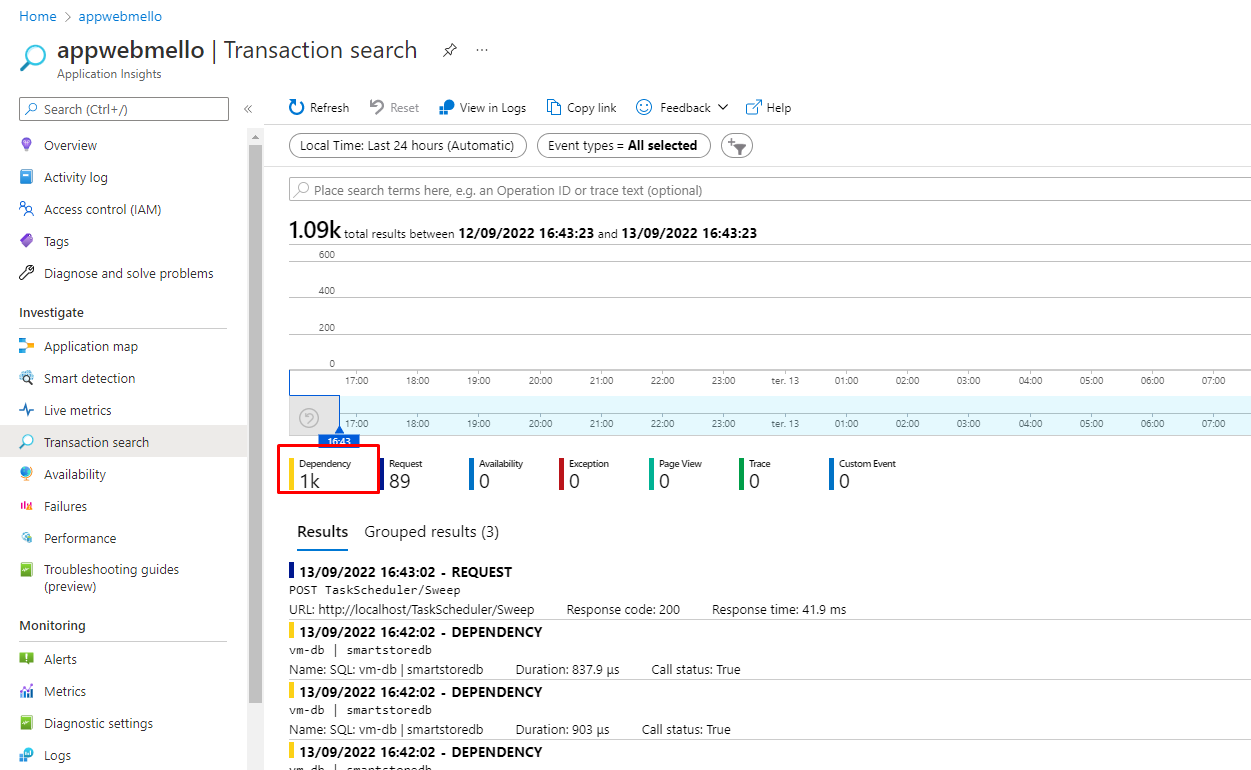 Home > appwebmello
appwebmello | Transaction search
Application Insights
Search (Ctrl+/)
«
Refresh Reset View in Logs Copy link Feedback Help
Overview
Activity log
Access control (IAM)
Tags
Diagnose and solve problems
Investigate
Application map
Smart detection
Live metrics
Transaction search
Availability
Failures
Performance
Troubleshooting guides
(preview)
Monitoring
Alerts
Metrics
Diagnostic settings
Logs
Local Time: Last 24 hours (Automatic) Event types = All selected
Place search terms here, e.g. an Operation ID or trace text (optional)
1.09k total results between 12/09/2022 16:43:23 and 13/09/2022 16:43:23
600
400
200
0
17:00 18:00 19:00 20:00 21:00 22:00 23:00 ter. 13 01:00 02:00 03:00 04:00 05:00 06:00 07:00
17:00 18:00 19:00 20:00 21:00 22:00 23:00 ter. 13 01:00 02:00 03:00 04:00 05:00 06:00 07:00
16:43
Dependency Request Availability Exception Page View Trace Custom Event
1k 89 0 0 0 0 0
Results Grouped results (3)
13/09/2022 16:43:02 - REQUEST
POST TaskScheduler/Sweep
URL: http://localhost/TaskScheduler/Sweep Response code: 200 Response time: 41.9 ms
13/09/2022 16:42:02 - DEPENDENCY
vm-db | smartstoredb
Name: SQL: vm-db | smartstoredb Duration: 837.9 µs Call status: True
13/09/2022 16:42:02 - DEPENDENCY
vm-db | smartstoredb
Name: SQL: vm-db | smartstoredb Duration: 903 µs Call status: True
13/09/2022 16:42:02 - DEPENDENCY
vm-db | smartstoredb